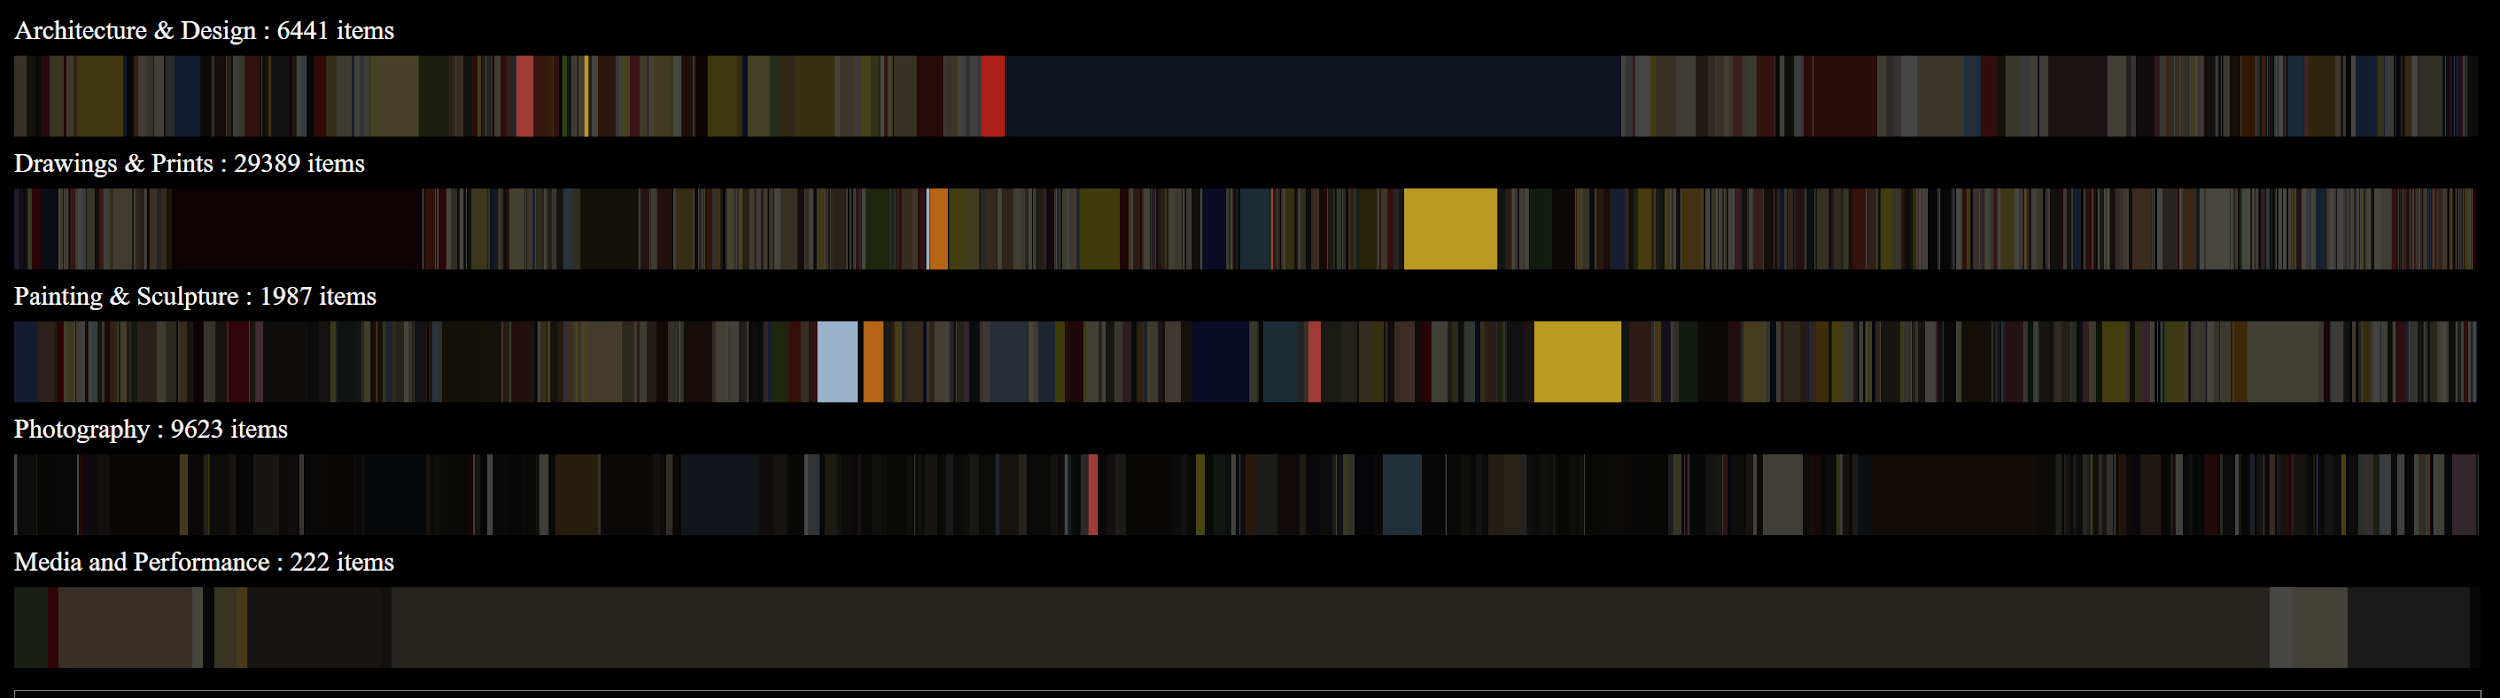 Architecture & Design : 6441 items
Drawings & Prints : 29389 items
Painting & Sculpture : 1987 items
Photography : 9623 items
Media and Performance : 222 items